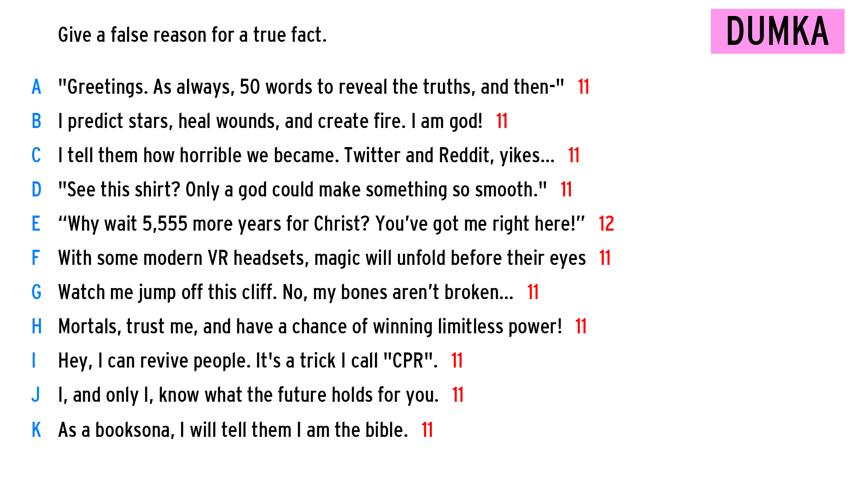 Give a false reason for a true fact.
DUMKA
A "Greetings. As always, 50 words to reveal the truths, and then-" 11
B I predict stars, heal wounds, and create fire. I am god! 11
C I tell them how horrible we became. Twitter and Reddit, yikes... 11
D "See this shirt? Only a god could make something so smooth." 11
E “Why wait 5,555 more years for Christ? You’ve got me right here!” 12
F With some modern VR headsets, magic will unfold before their eyes 11
G Watch me jump off this cliff. No, my bones aren’t broken... 11
H Mortals, trust me, and have a chance of winning limitless power! 11
I Hey, I can revive people. It's a trick I call "CPR". 11
J I, and only I, know what the future holds for you. 11
K As a booksona, I will tell them I am the bible. 11